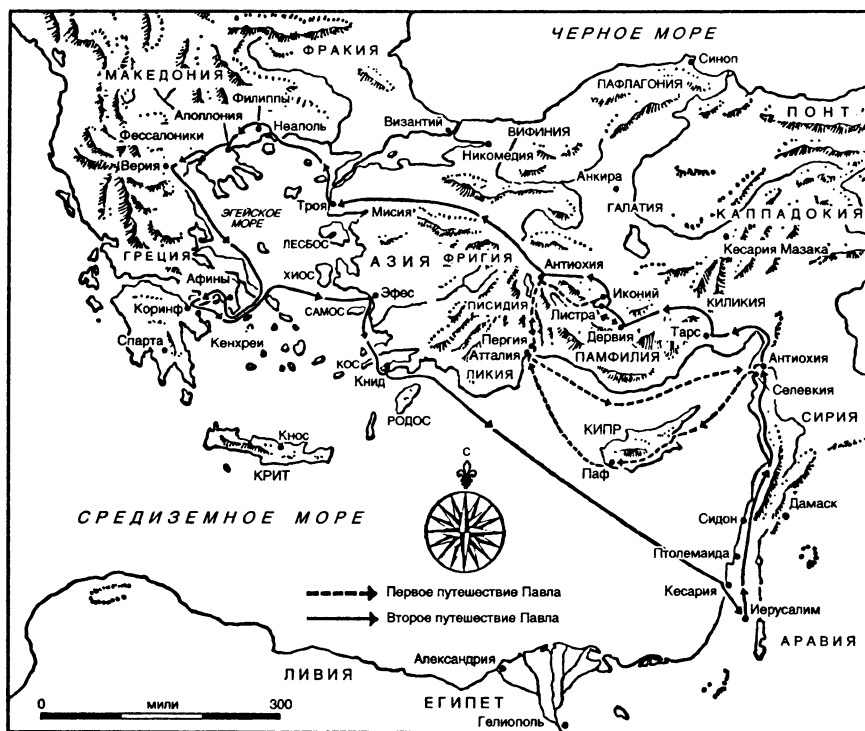 ЧЕРНОЕ МОРЕ
ФРАКИЯ
Синоп
МАКЕДОНИЯ
ПАФЛАГОНИЯ
Филиппы
ПОНТ
Аполлония
Неаполь
Византий
Фессалоники
ВИФИНИЯ
Никомедия
Верия
Анкира
Троя
Мисия
ГАЛАТИЯ
КАППАДОКИЯ
ЭГЕЙСКОЕ
МОРЕ
Кесария Мазака
ЛЕСБОС
ГРЕЦИЯ
АЗИЯ
ФРИГИЯ
Антиохия
ХИОС
Афины
Эфес
Иконий
КИЛИКИЯ
ПИСИДИЯ
Коринф
САМОС
Листра
Дервия
Тарс
Пергия
Кенхреи
Спарта
Атталия
ПАМФИЛИЯ
Антиохия
КОС
ЛИКИЯ
Книд
Селевкия
РОДОС
СИРИЯ
КИПР
Кнос
Паф
КРИТ
С
СРЕДИЗЕМНОЕ МОРЕ
Сидон
Дамаск
Птолемаида
Первое путешествие Павла
Кесария
Второе путешествие Павла
Иерусалим
АРАВИЯ
Александрия
ЛИВИЯ
ЕГИПЕТ
0 мили 300
Гелиополь